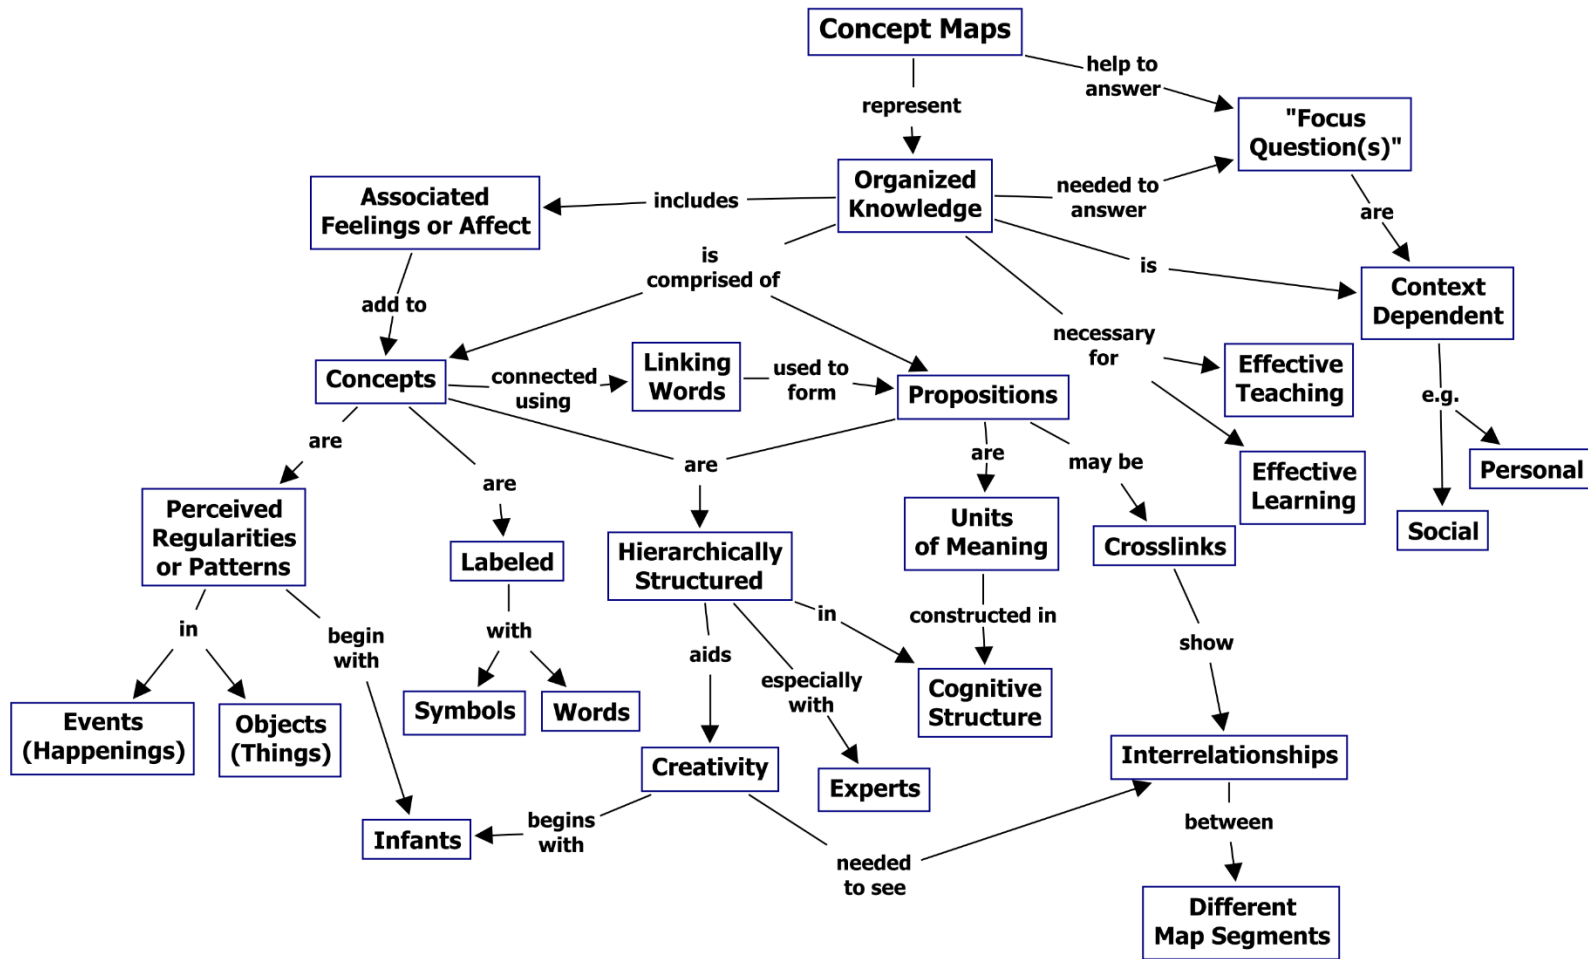 Concept Maps
help to
answer
represent
"Focus
Question(s)"
Organized
Knowledge
Associated
Feelings or Affect
includes
needed to
answer
are
is
comprised of
is
Context
Dependent
add to
necessary
for
Concepts
connected
using
Linking
Words
used to
form
Propositions
Effective
Teaching
e.g.
are
are
are
are
may be
Effective
Learning
Personal
Perceived
Regularities
or Patterns
Labeled
Hierarchically
Structured
Units
of Meaning
Crosslinks
Social
in
begin
with
with
aids
especially
with
in
constructed in
show
Events
(Happenings)
Objects
(Things)
Symbols
Words
Cognitive
Structure
Creativity
Experts
Interrelationships
Infants
begins
with
needed
to see
between
Different
Map Segments